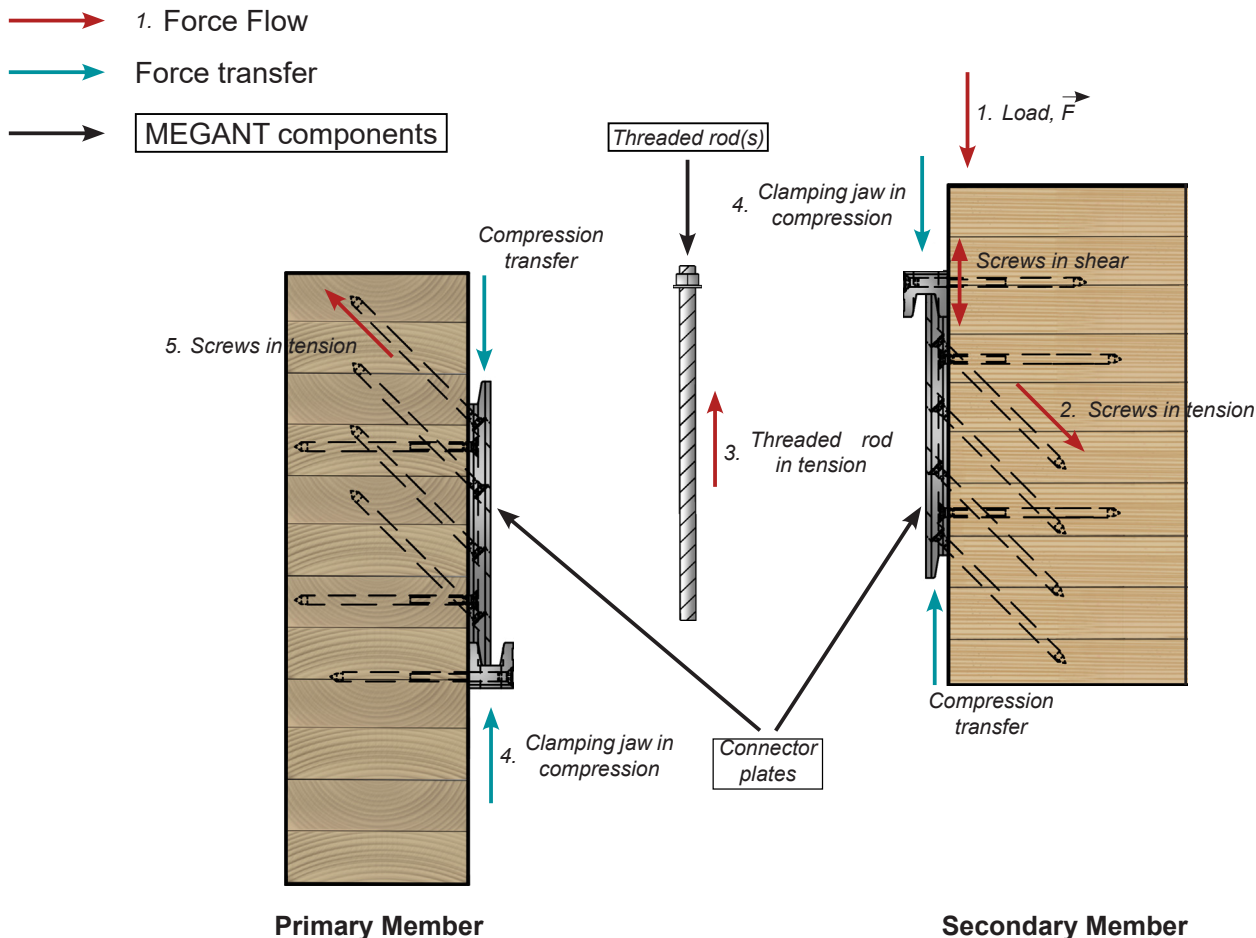 1. Force Flow
Force transfer
MEGANT components
Threaded rod(s)
1. Load, F
4. Clamping jaw in
compression
Compression
transfer
Screws in shear
5. Screws in tension
2. Screws in tension
3. Threaded rod
in tension
Compression
transfer
4. Clamping jaw in
compression
Connector
plates
Primary Member
Secondary Member